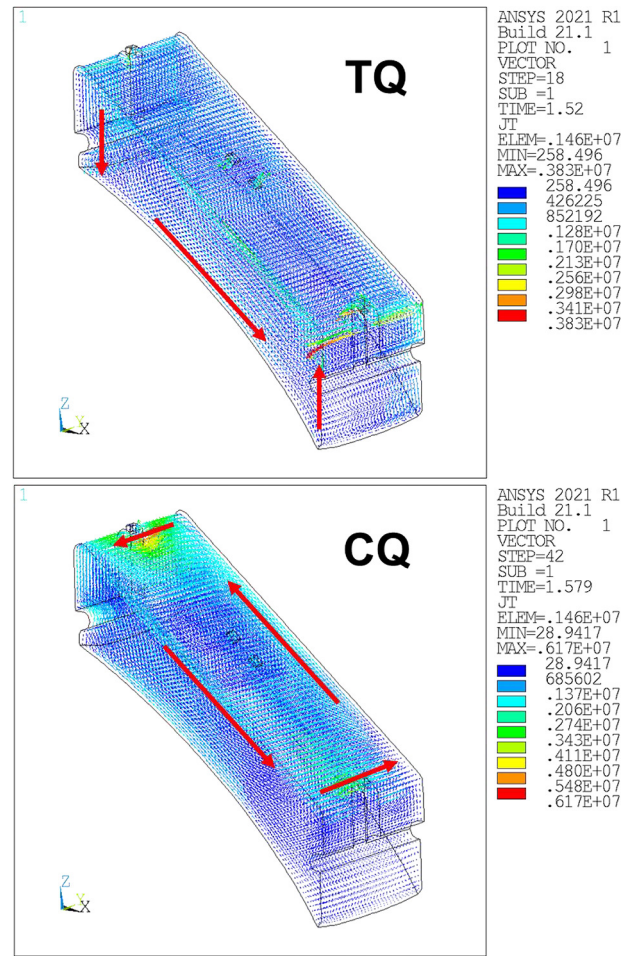 1
TQ
ANSYS 2021 R1
Build 21.1
PLOT NO.   1
VECTOR
STEP=18
SUB =1
TIME=1.52
JT
ELEM=.146E+07
MIN=258.496
MAX=.383E+07
258.496
426225
852192
.128E+07
.170E+07
.213E+07
.256E+07
.298E+07
.341E+07
.383E+07
Z
Y
X
1
CQ
ANSYS 2021 R1
Build 21.1
PLOT NO.   1
VECTOR
STEP=42
SUB =1
TIME=1.579
JT
ELEM=.146E+07
MIN=28.9417
MAX=.617E+07
28.9417
685602
.137E+07
.206E+07
.274E+07
.343E+07
.411E+07
.480E+07
.548E+07
.617E+07
Z
Y
X